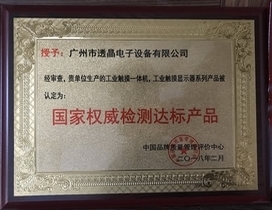 授予：广州市透晶电子设备有限公司
经审查，贵单位生产的工业触摸一体机，工业触摸显示器系列产品被
认定为：
国家权威检测达标产品
中国品牌质量管理评价中心
二〇一八年二月